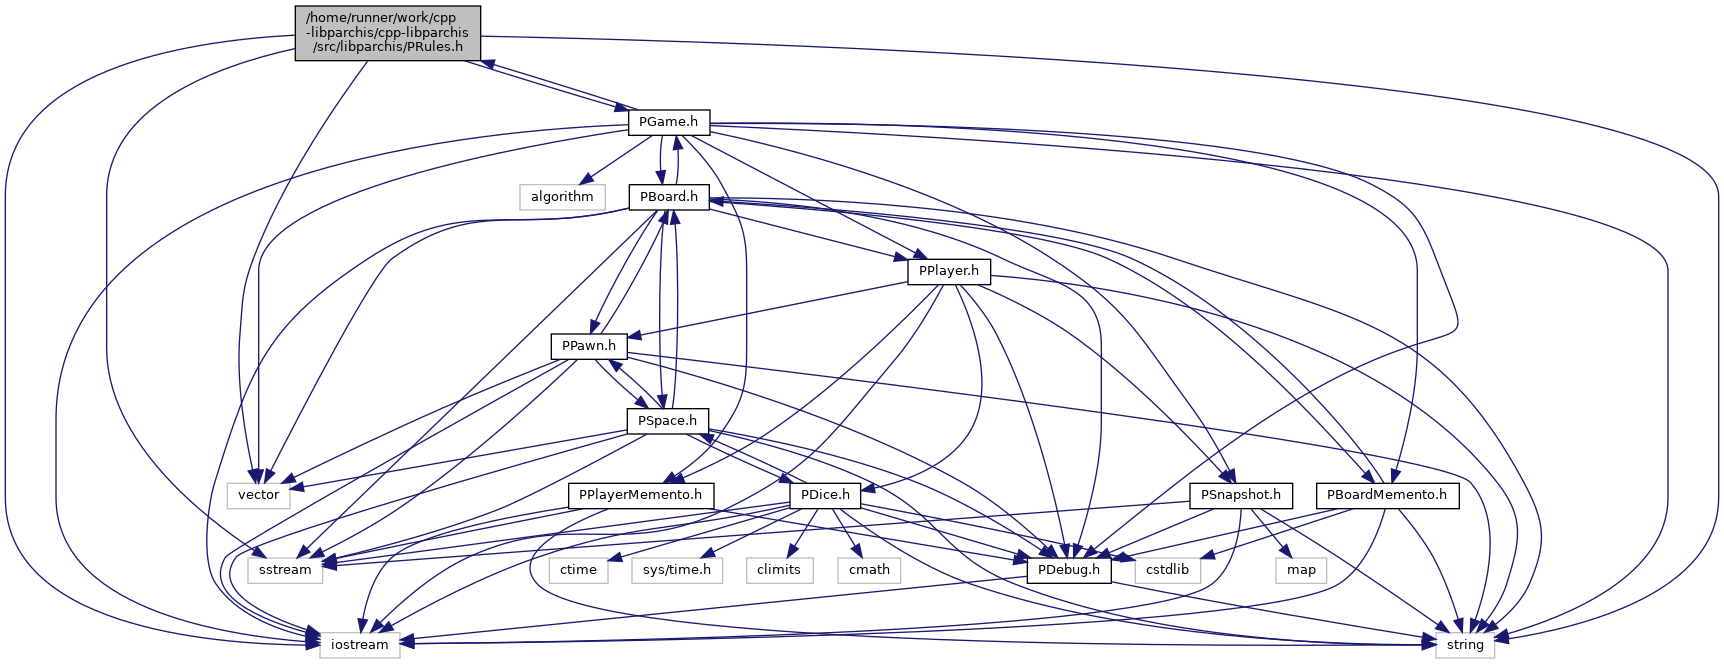 /home/runner/work/cpp
-libparchis/cpp-libparchis
/src/libparchis/PRules.h
PGame.h
algorithm
PBoard.h
PPlayer.h
PPawn.h
PSpace.h
vector
PPlayerMemento.h
PDice.h
PSnapshot.h
PBoardMemento.h
sstream
ctime
sys/time.h
climits
cmath
PDebug.h
cstdlib
map
iostream
string